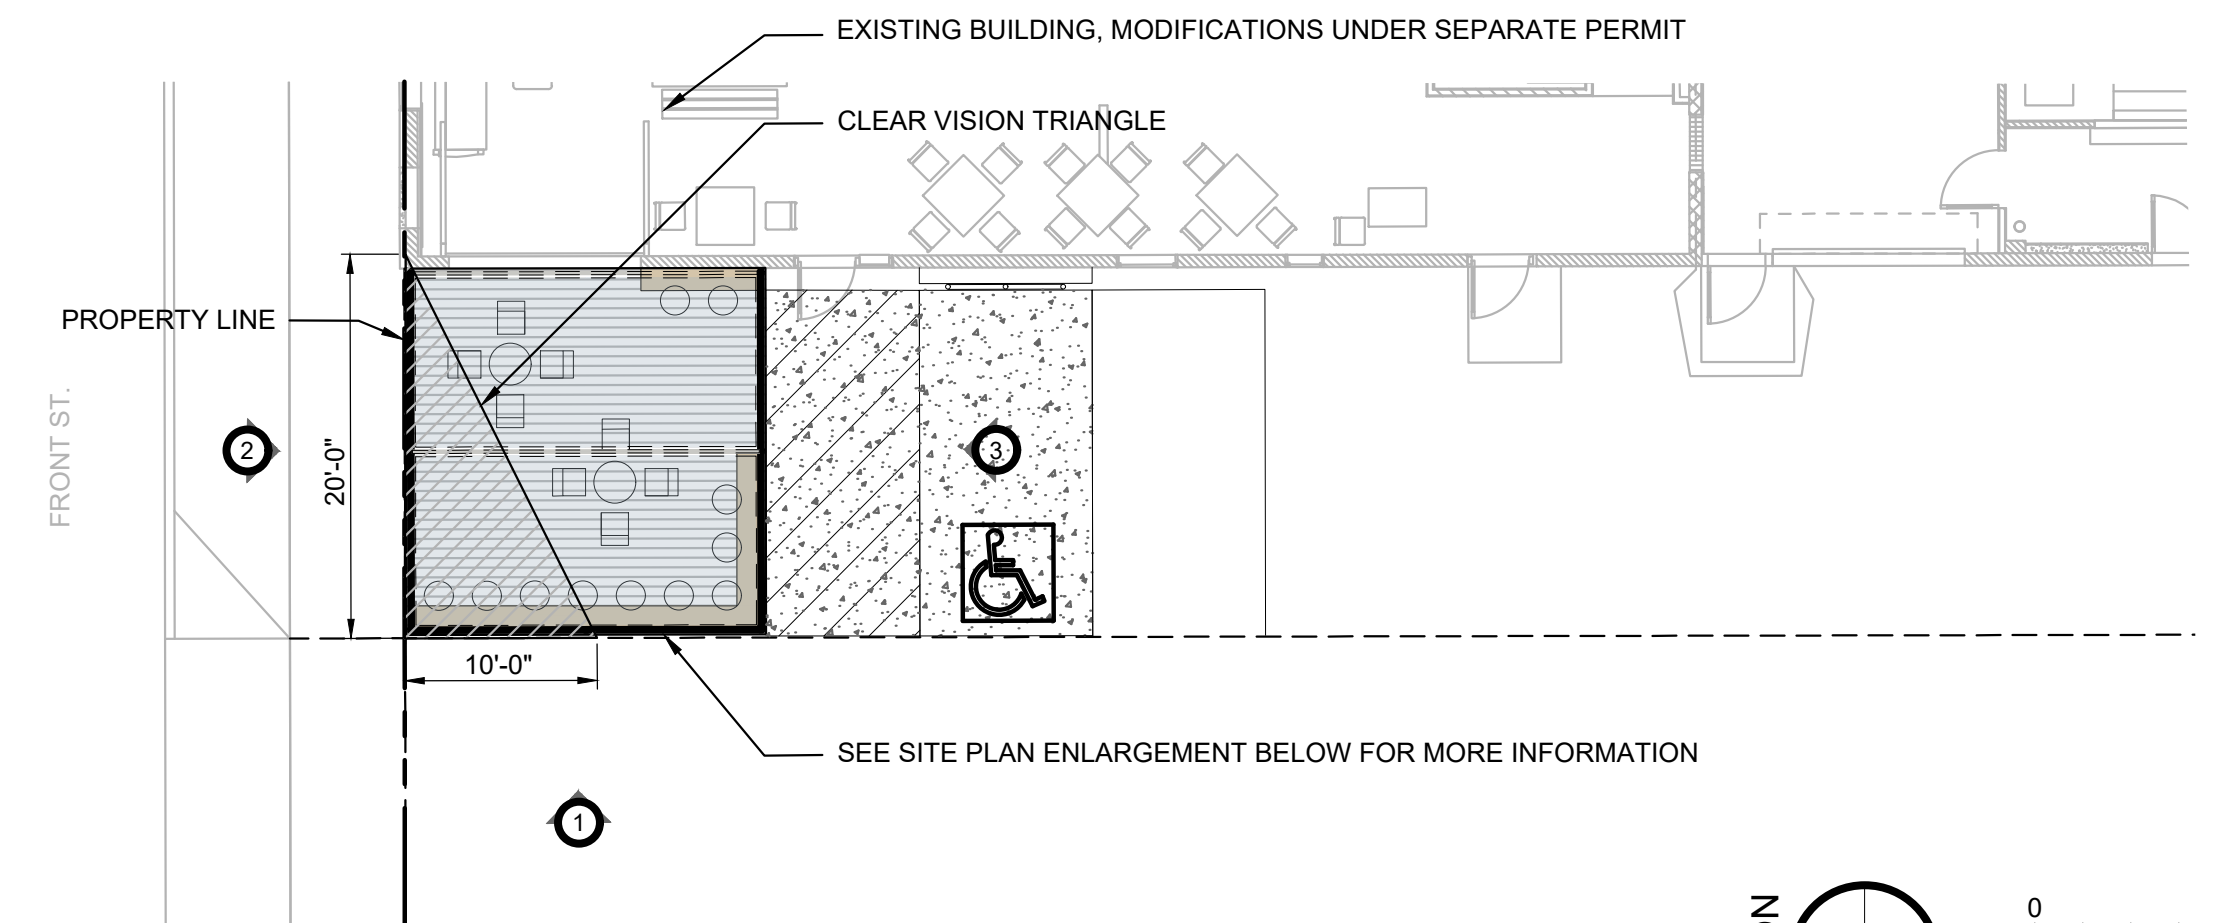 EXISTING BUILDING, MODIFICATIONS UNDER SEPARATE PERMIT
CLEAR VISION TRIANGLE
PROPERTY LINE
FRONT ST.
2
20'-0"
3
10'-0"
SEE SITE PLAN ENLARGEMENT BELOW FOR MORE INFORMATION
1
0